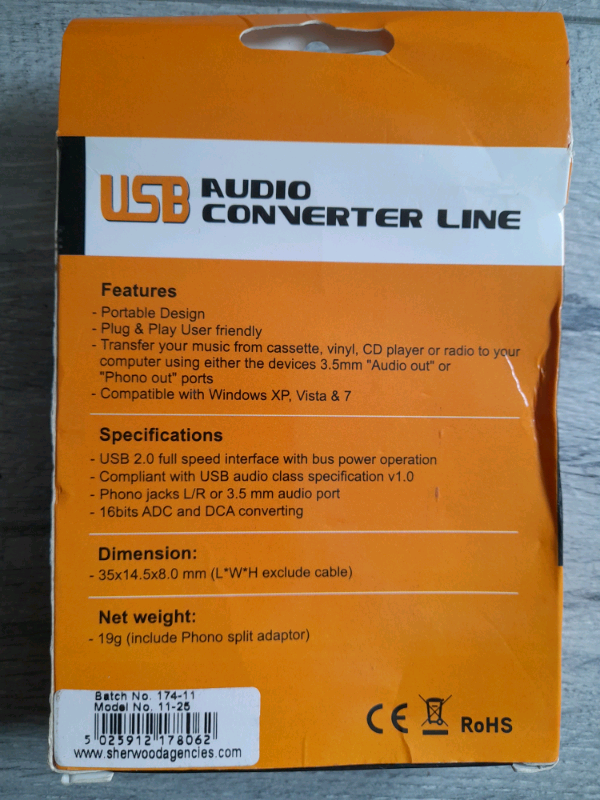 USB AUDIO
CONVERTER LINE
Features
- Portable Design
- Plug & Play User friendly
- Transfer your music from cassette, vinyl, CD player or radio to your
computer using either the devices 3.5mm "Audio out" or
"Phono out" ports
- Compatible with Windows XP, Vista & 7
Specifications
- USB 2.0 full speed interface with bus power operation
- Compliant with USB audio class specification v1.0
- Phono jacks L/R or 3.5 mm audio port
- 16bits ADC and DCA converting
Dimension:
- 35x14.5x8.0 mm (L*W*H exclude cable)
Net weight:
- 19g (include Phono split adaptor)
Batch No. 174-11
Model No. 11-25
5 025912 178062
www.sherwoodagencies.com
CE RoHS